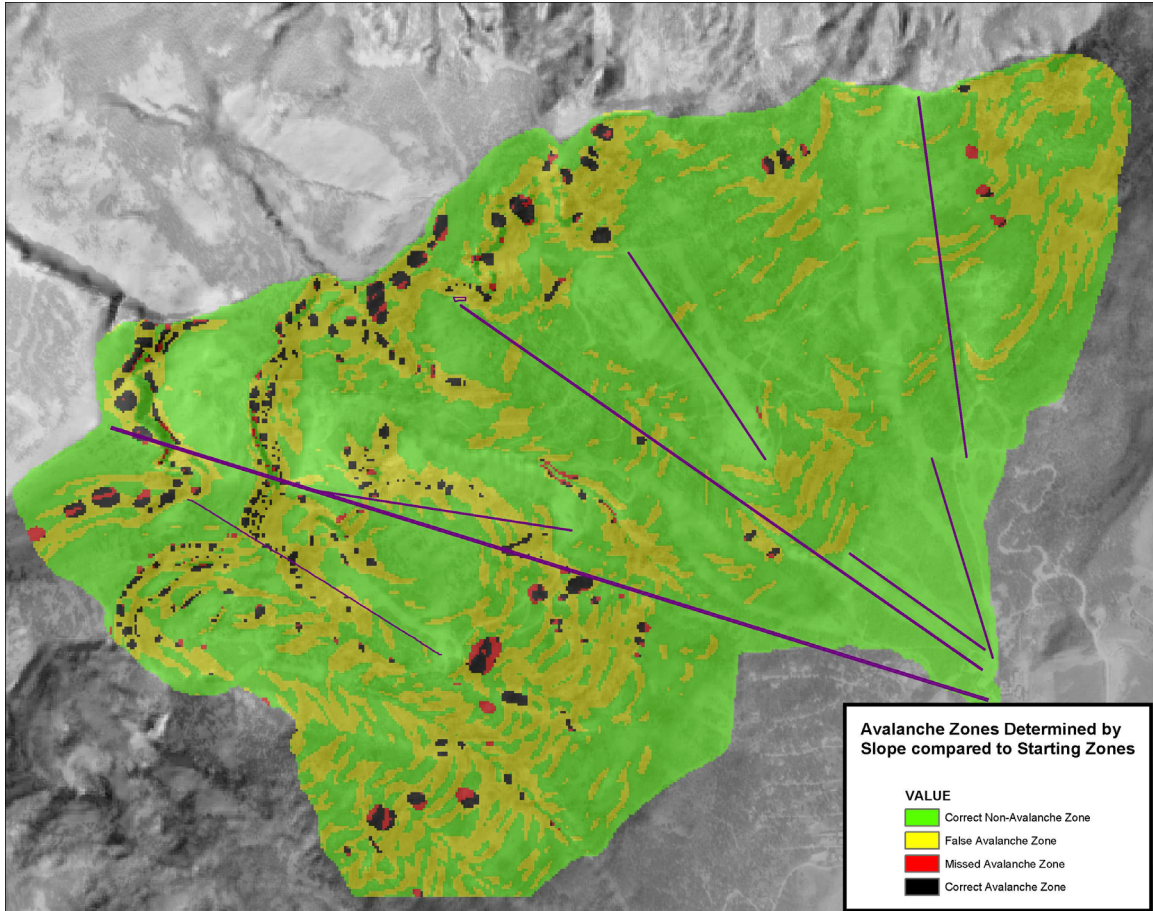 Avalanche Zones Determined by
Slope compared to Starting Zones
VALUE
Correct Non-Avalanche Zone
False Avalanche Zone
Missed Avalanche Zone
Correct Avalanche Zone